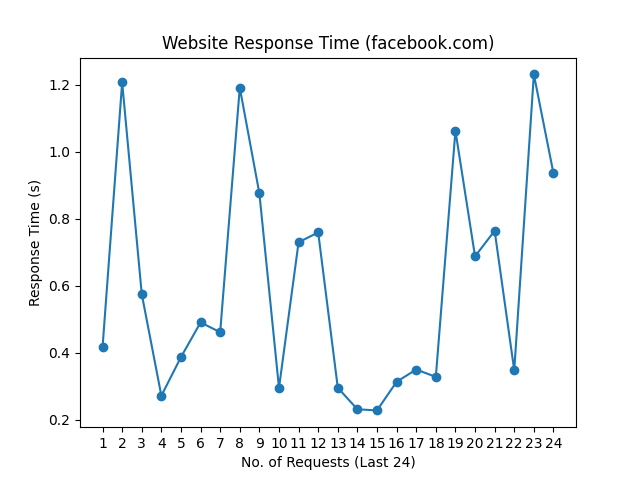 Website Response Time (facebook.com)
Response Time (s)
1.2
1.0
0.8
0.6
0.4
0.2
1 2 3 4 5 6 7 8 9 10 11 12 13 14 15 16 17 18 19 20 21 22 23 24
No. of Requests (Last 24)